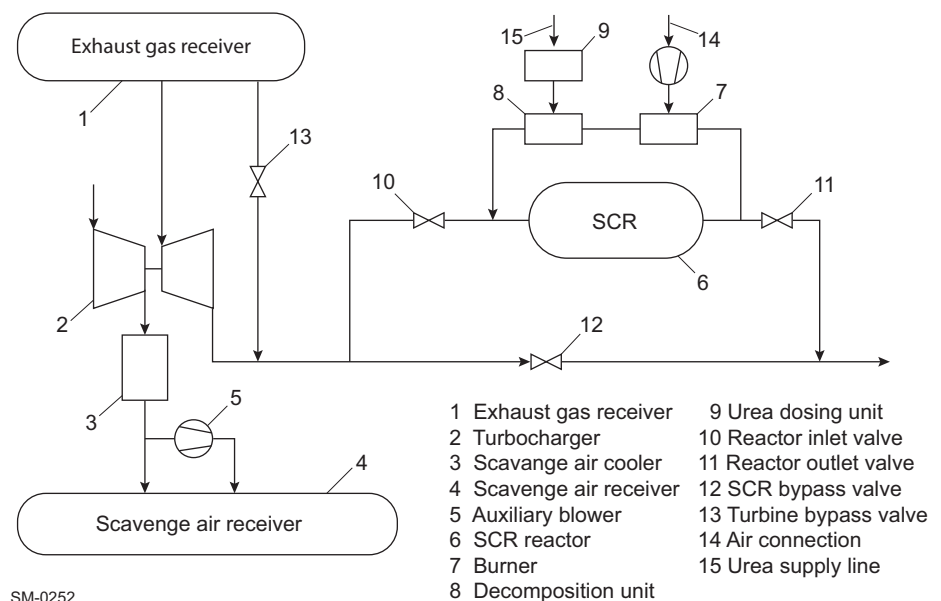 Exhaust gas receiver
1
13
15
9
14
8
7
10
11
SCR
6
2
12
3
5
4
Scavenge air receiver
1 Exhaust gas receiver
2 Turbocharger
3 Scavange air cooler
4 Scavenge air receiver
5 Auxiliary blower
6 SCR reactor
7 Burner
8 Decomposition unit
9 Urea dosing unit
10 Reactor inlet valve
11 Reactor outlet valve
12 SCR bypass valve
13 Turbine bypass valve
14 Air connection
15 Urea supply line
SM-0252